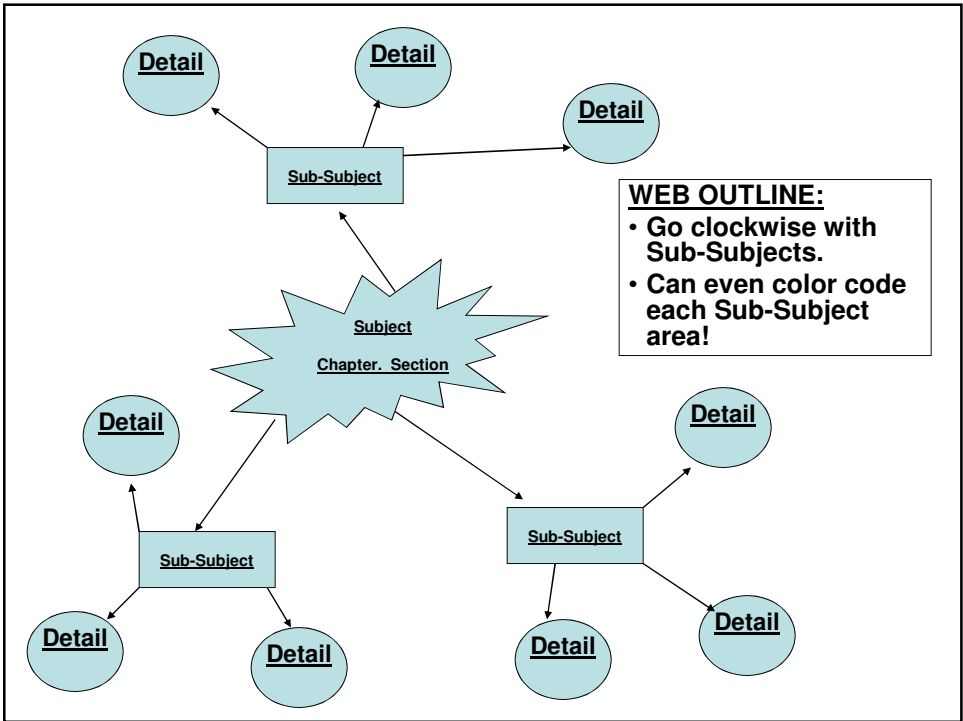 Detail
Detail
Detail
Sub-Subject
WEB OUTLINE:
• Go clockwise with
Sub-Subjects.
• Can even color code
each Sub-Subject
area!
Subject
Chapter. Section
Detail
Detail
Sub-Subject
Sub-Subject
Detail
Detail
Detail
Detail